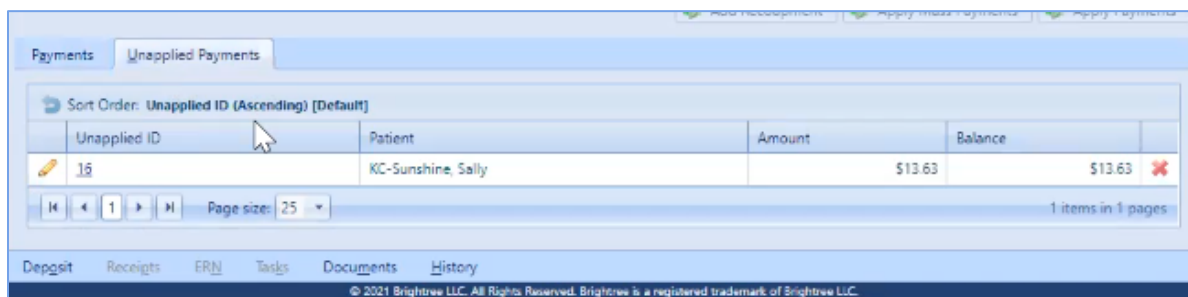 Add Recoupment Apply Mass Payments Apply Payments
Payments Unapplied Payments
Sort Order: Unapplied ID (Ascending) [Default]
Unapplied ID Patient Amount Balance
16 KC-Sunshine, Sally $13.63 $13.63
1 Page size: 25 1 items in 1 pages
Deposit Receipts ERN Tasks Documents History
© 2021 Brightree LLC. All Rights Reserved. Brightree is a registered trademark of Brightree LLC.